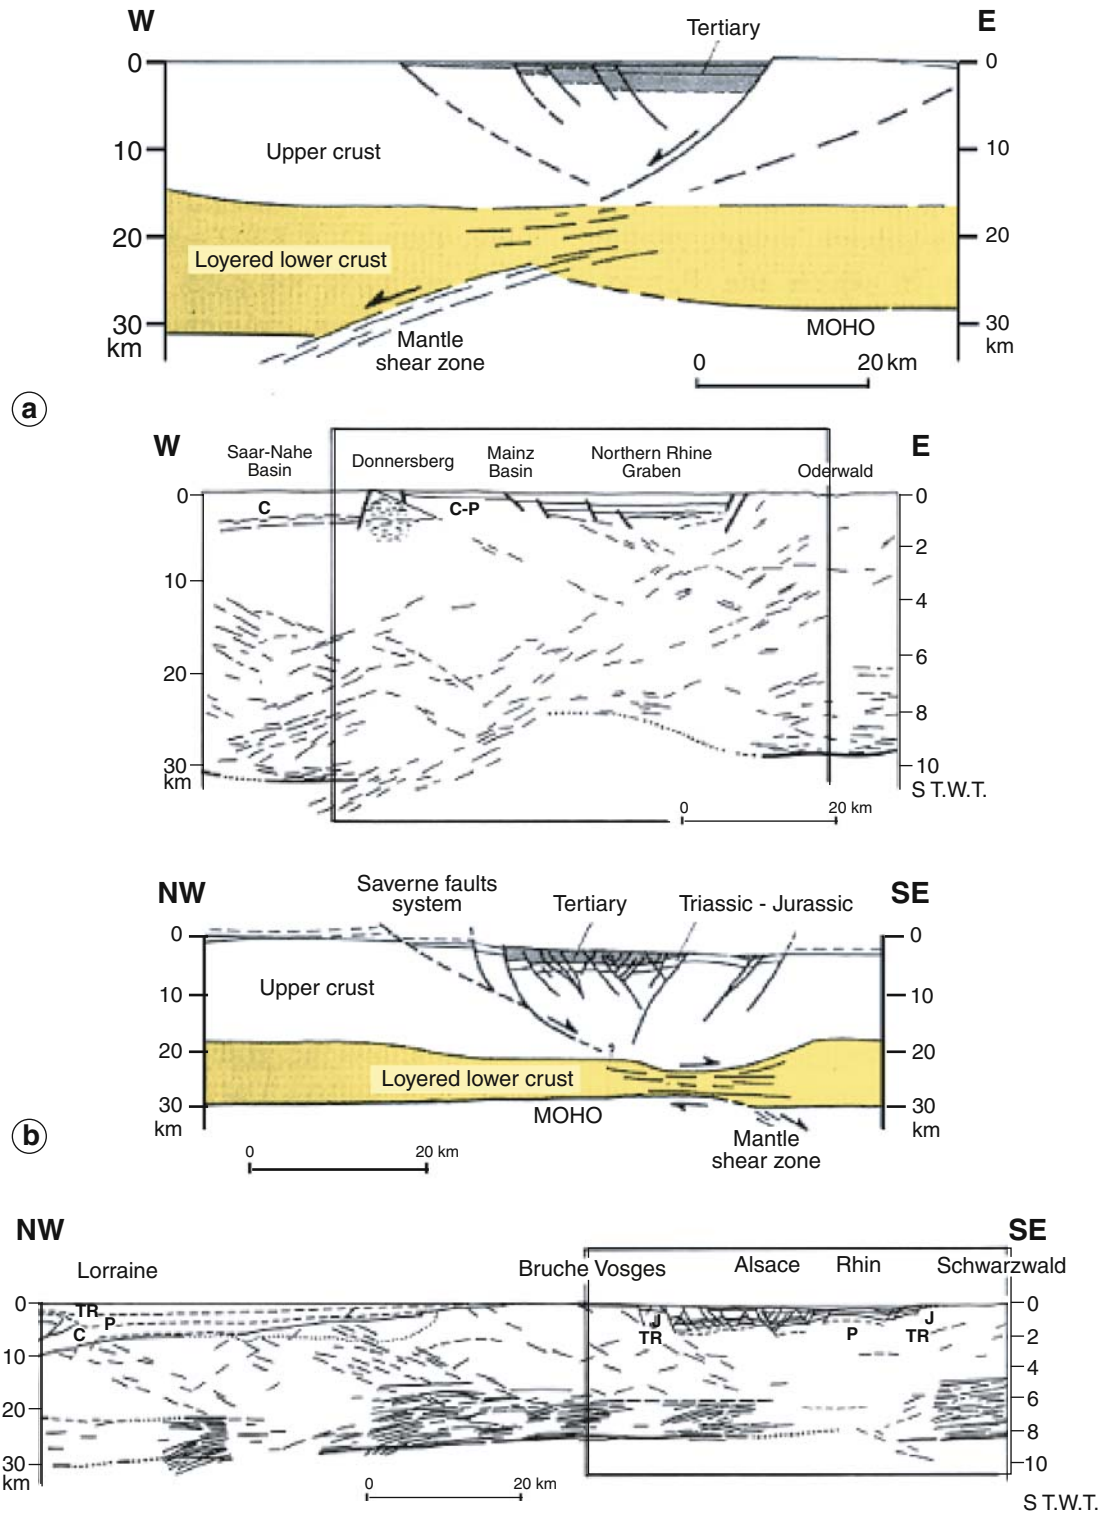 W
E
Tertiary
0
0
10
10
Upper crust
20
20
Loyered lower crust
30
30
km
km
Mantle
shear zone
MOHO
0
20 km
a
W
E
Saar-Nahe
Basin
Donnersberg
Mainz
Basin
Northern Rhine
Graben
Oderwald
0
0
C
C-P
2
10
4
6
20
8
30
km
10
S T.W.T.
0
20 km
NW
SE
Saverne faults
system
Tertiary
Triassic - Jurassic
0
0
Upper crust
10
10
20
20
Loyered lower crust
30
30
km
km
MOHO
Mantle
shear zone
b
0
20 km
NW
SE
Lorraine
Bruche Vosges
Alsace
Rhin
Schwarzwald
0
0
TR
P
C
J
TR
P
J
TR
2
10
4
6
20
8
30
km
10
0
20 km
S T.W.T.